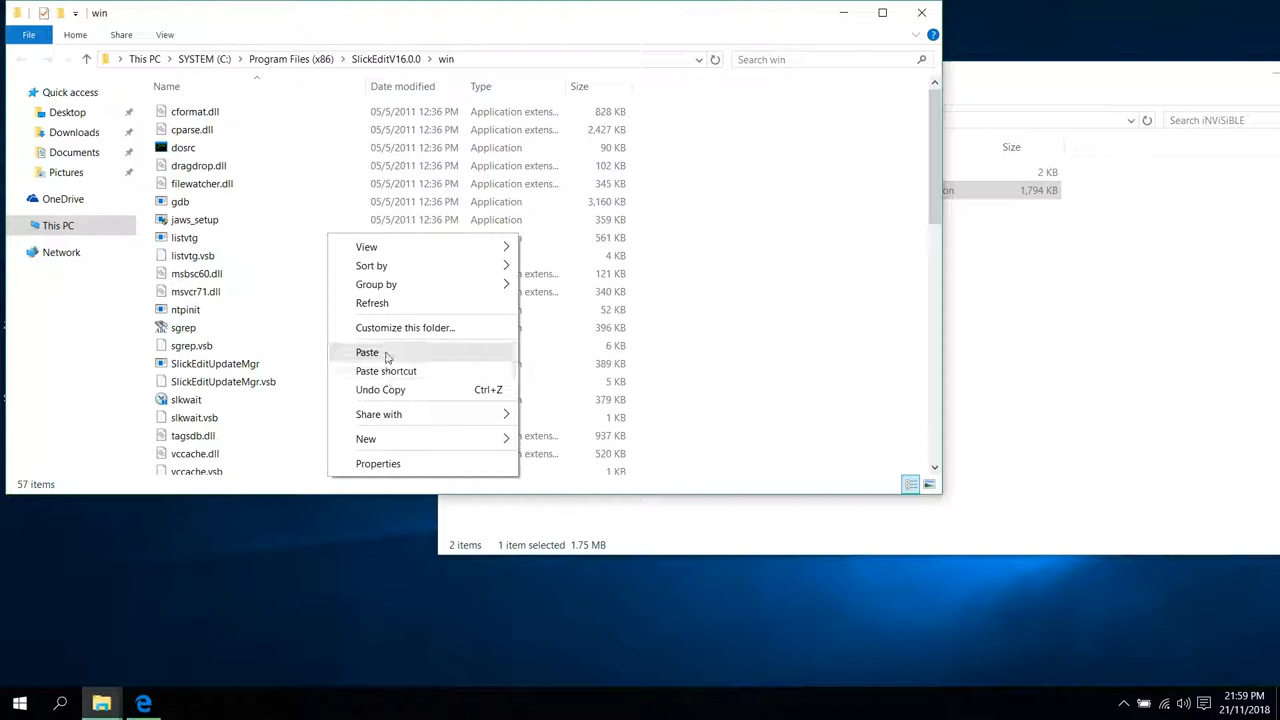 win
File Home Share View
This PC SYSTEM (C:) Program Files (x86) SlickEditV16.0.0 win Search win
Search iNViSiBLE
Name Date modified Type Size
Size
Quick access
Desktop
Downloads
Documents
Pictures
OneDrive
This PC
Network
cformat.dll 05/5/2011 12:36 PM Application extens... 828 KB
cparse.dll 05/5/2011 12:36 PM Application extens... 2,427 KB
dosrc 05/5/2011 12:36 PM Application 90 KB
dragdrop.dll 05/5/2011 12:36 PM Application extens... 102 KB
filewatcher.dll 05/5/2011 12:36 PM Application extens... 345 KB
gdb 05/5/2011 12:36 PM Application 3,160 KB
jaws_setup 05/5/2011 12:36 PM Application 359 KB
listvtg 561 KB
listvtg.vsb 4 KB
msbsc60.dll n extens... 121 KB
msvcr71.dll n extens... 340 KB
ntpinit 52 KB
sgrep 396 KB
sgrep.vsb 6 KB
SlickEditUpdateMgr 389 KB
SlickEditUpdateMgr.vsb 5 KB
slkwait 379 KB
slkwait.vsb 1 KB
tagsdb.dll n extens... 937 KB
vccache.dll n extens... 520 KB
vccache.vsb 1 KB
View
Sort by
Group by
Refresh
Customize this folder...
Paste
Paste shortcut
Undo Copy Ctrl+Z
Share with
New
Properties
2 KB
on 1,794 KB
57 items
2 items 1 item selected 1.75 MB
21:59 PM
21/11/2018